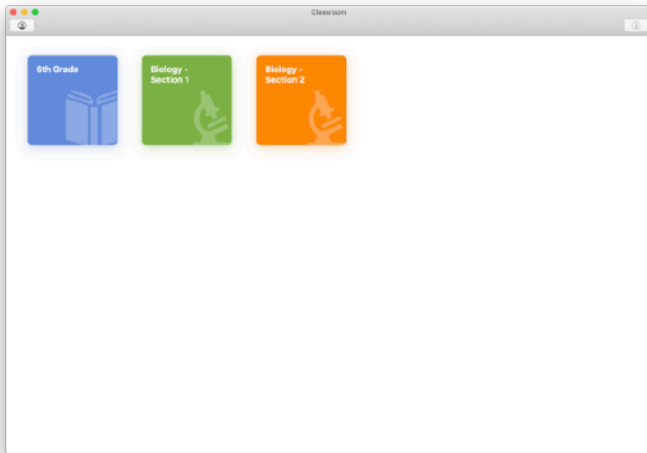 Classroom
6th Grade
Biology -
Section 1
Biology -
Section 2